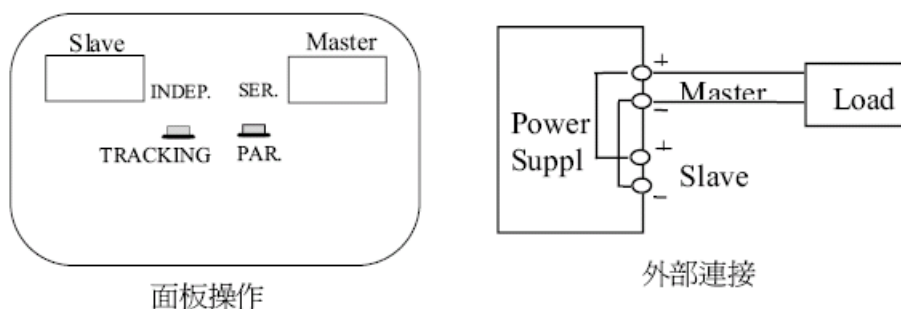 Slave
Master
INDEP.
SER.
TRACKING
PAR.
面板操作
+
Master
−
Load
Power
Suppl
+
Slave
−
外部連接